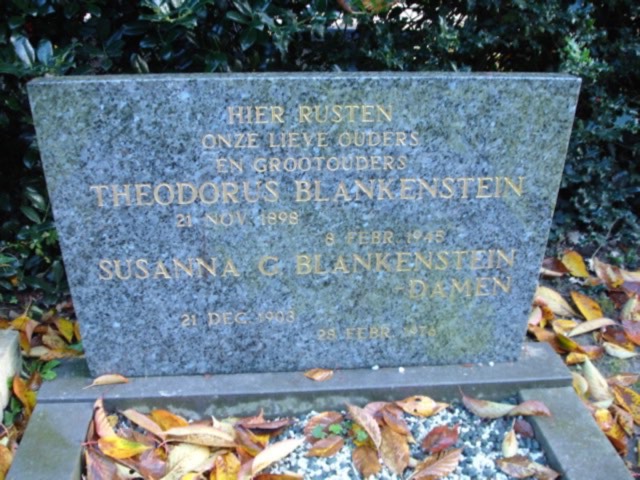 HIER RUSTEN
ONZE LIEVE OUDERS
EN GROOTOUDERS
THEODORUS BLANKENSTEIN
21 NOV. 1898
8 FEBR. 1945
SUSANNA C. BLANKENSTEIN
-DAMEN
21 DEC. 1903
28 FEBR.